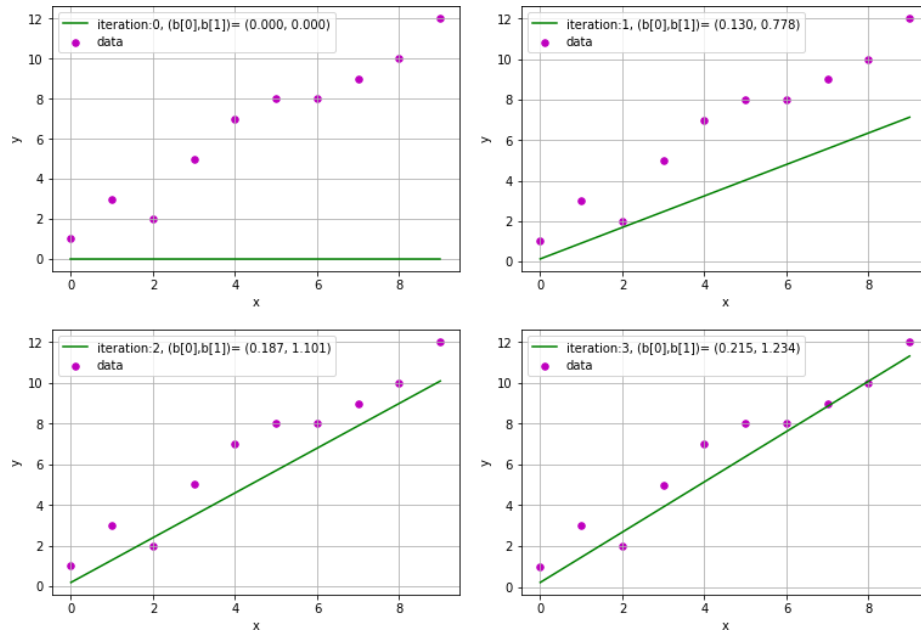 iteration:0, (b[0],b[1])= (0.000, 0.000)
data
12
10
8
6
4
2
0
y
0 2 4 6 8
x
iteration:1, (b[0],b[1])= (0.130, 0.778)
data
12
10
8
6
4
2
0
y
0 2 4 6 8
x
iteration:2, (b[0],b[1])= (0.187, 1.101)
data
12
10
8
6
4
2
0
y
0 2 4 6 8
x
iteration:3, (b[0],b[1])= (0.215, 1.234)
data
12
10
8
6
4
2
0
y
0 2 4 6 8
x